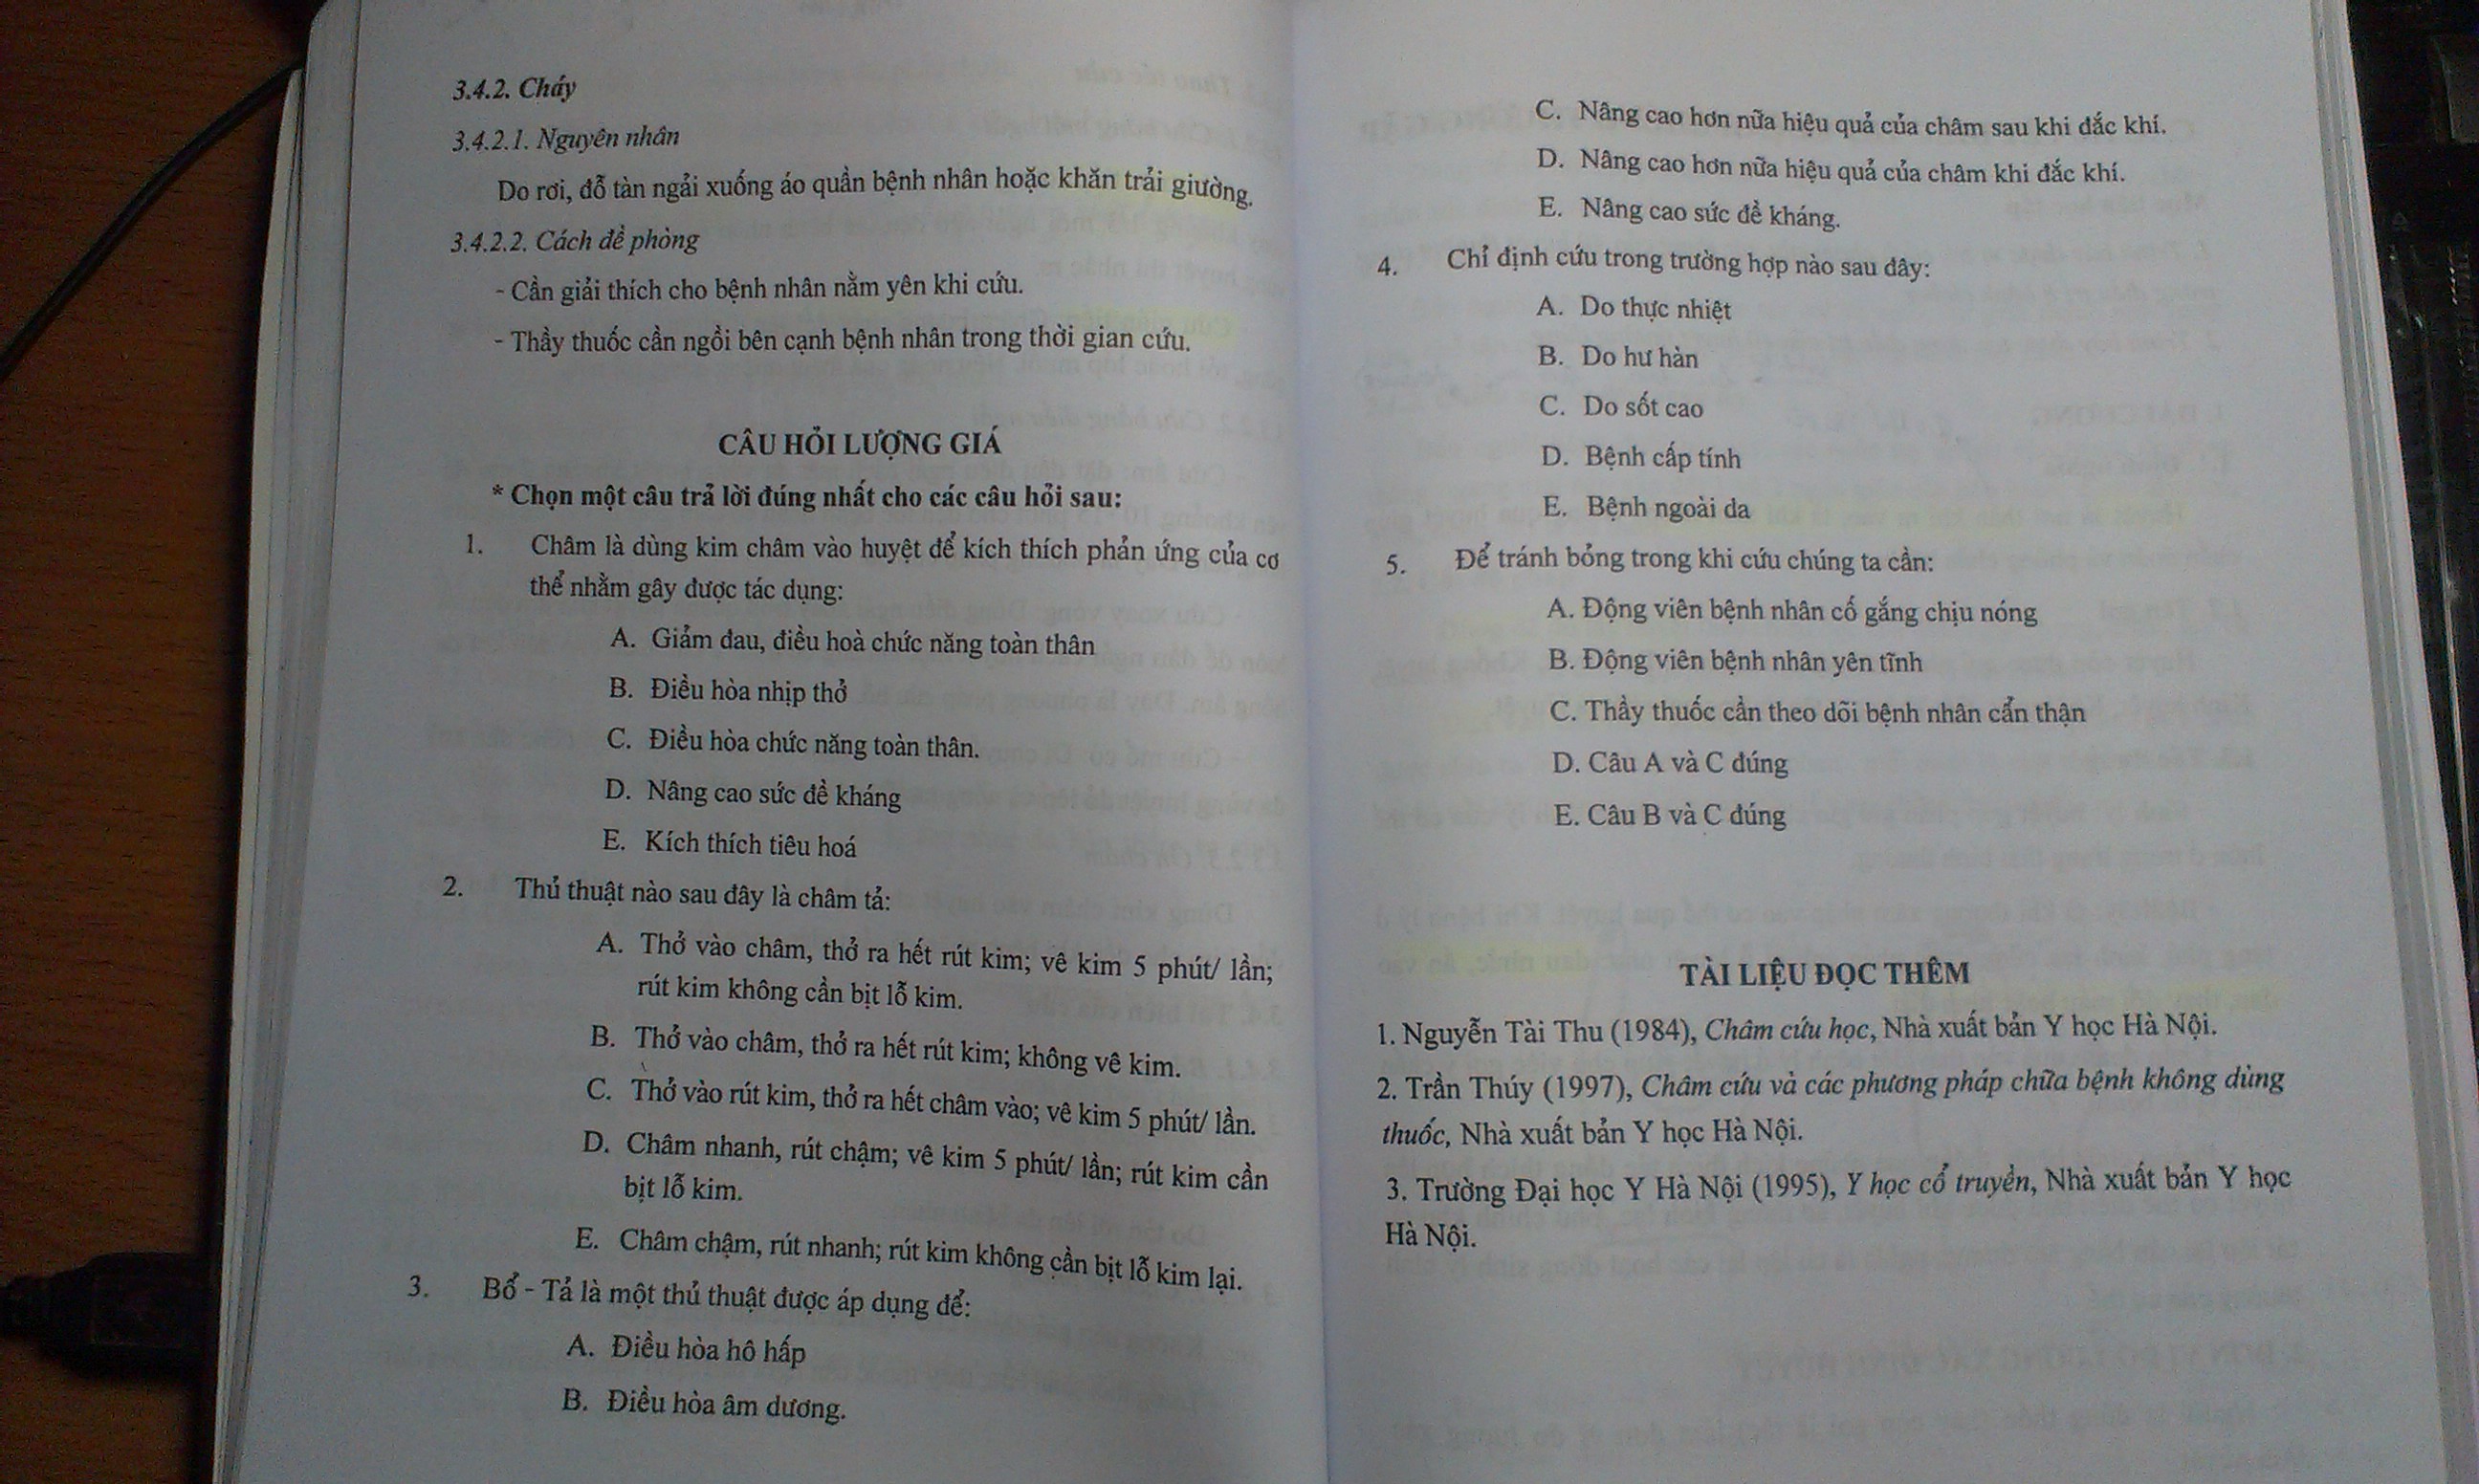 3.4.2. Cháy
3.4.2.1. Nguyên nhân
Do rơi, đỗ tàn ngải xuống áo quần bệnh nhân hoặc khăn trải giường.
3.4.2.2. Cách đề phòng
- Cần giải thích cho bệnh nhân nằm yên khi cứu.
- Thầy thuốc cần ngồi bên cạnh bệnh nhân trong thời gian cứu.
CÂU HỎI LƯỢNG GIÁ
* Chọn một câu trả lời đúng nhất cho các câu hỏi sau:
1. Châm là dùng kim châm vào huyệt để kích thích phản ứng của cơ
thể nhằm gây được tác dụng:
A. Giảm đau, điều hoà chức năng toàn thân
B. Điều hòa nhịp thở
C. Điều hòa chức năng toàn thân.
D. Nâng cao sức đề kháng
E. Kích thích tiêu hoá
2. Thủ thuật nào sau đây là châm tả:
A. Thở vào châm, thở ra hết rút kim; vê kim 5 phút/ lần;
rút kim không cần bịt lỗ kim.
B. Thở vào châm, thở ra hết rút kim; không vê kim.
C. Thở vào rút kim, thở ra hết châm vào; vê kim 5 phút/ lần.
D. Châm nhanh, rút chậm; vê kim 5 phút/ lần; rút kim cần
bịt lỗ kim.
E. Châm chậm, rút nhanh; rút kim không cần bịt lỗ kim lại.
3. Bổ - Tả là một thủ thuật được áp dụng để:
A. Điều hòa hô hấp
B. Điều hòa âm dương.
C. Nâng cao hơn nữa hiệu quả của châm sau khi đắc khí.
D. Nâng cao hơn nữa hiệu quả của châm khi đắc khí.
E. Nâng cao sức đề kháng.
4. Chỉ định cứu trong trường hợp nào sau đây:
A. Do thực nhiệt
B. Do hư hàn
C. Do sốt cao
D. Bệnh cấp tính
E. Bệnh ngoài da
5. Để tránh bỏng trong khi cứu chúng ta cần:
A. Động viên bệnh nhân cố gắng chịu nóng
B. Động viên bệnh nhân yên tĩnh
C. Thầy thuốc cần theo dõi bệnh nhân cẩn thận
D. Câu A và C đúng
E. Câu B và C đúng
TÀI LIỆU ĐỌC THÊM
1. Nguyễn Tài Thu (1984), Châm cứu học, Nhà xuất bản Y học Hà Nội.
2. Trần Thúy (1997), Châm cứu và các phương pháp chữa bệnh không dùng
thuốc, Nhà xuất bản Y học Hà Nội.
3. Trường Đại học Y Hà Nội (1995), Y học cổ truyền, Nhà xuất bản Y học
Hà Nội.